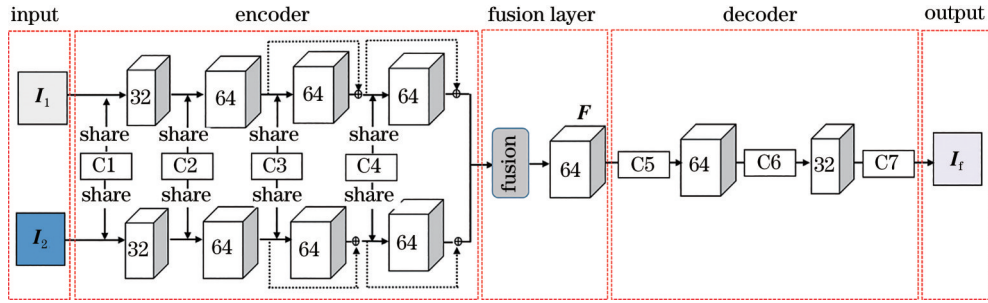 input
encoder
fusion layer
decoder
output
I1
32
64
64
64
share
share
share
share
C1
C2
C3
C4
share
share
share
share
I2
32
64
64
64
fusion
F
64
C5
64
C6
32
C7
If